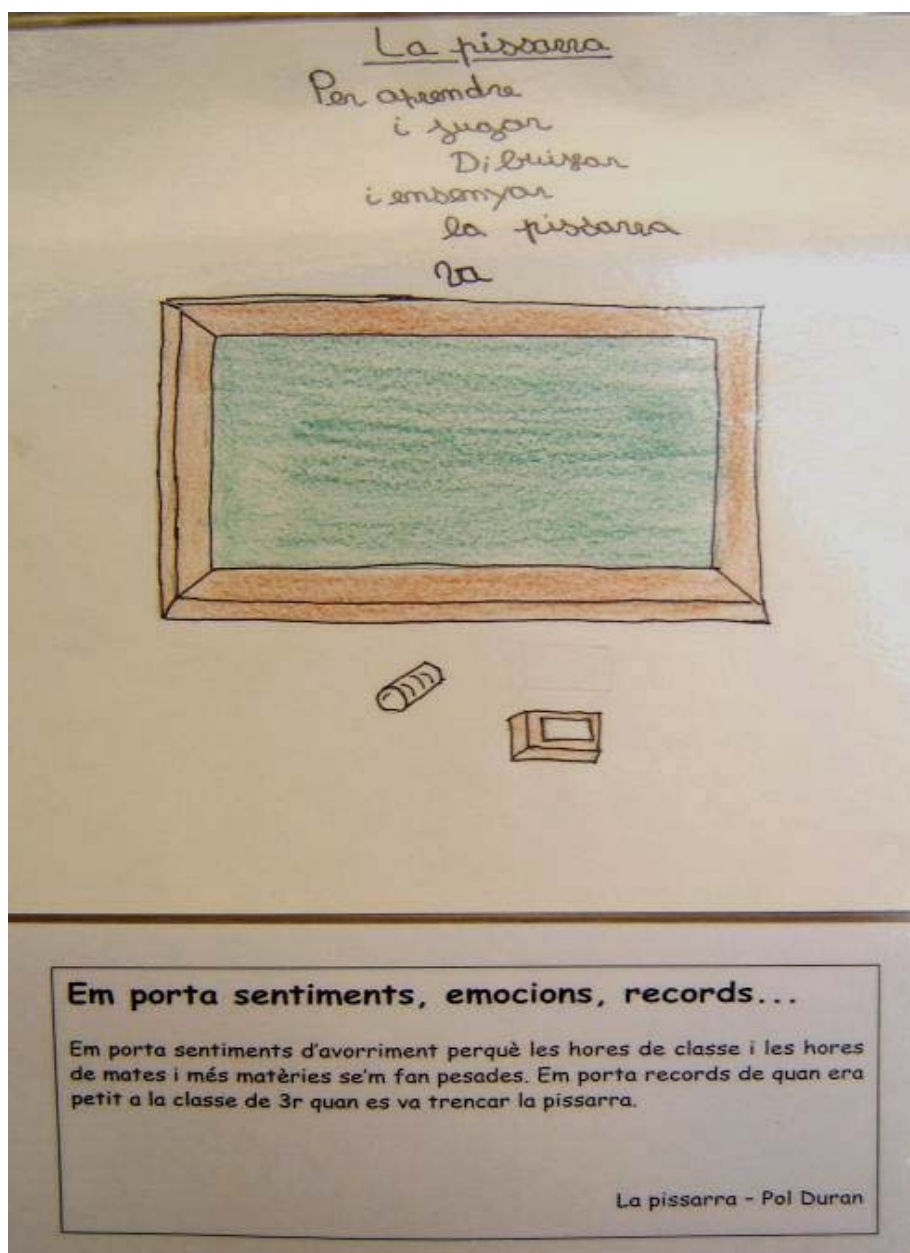 La pissarra
Per aprendre
i jugar
Dibuixar
i ensenyar
la pissarra
va
Em porta sentiments, emocions, records...
Em porta sentiments d'avorriment perquè les hores de classe i les hores
de mates i més matèries se'm fan pesades. Em porta records de quan era
petit a la classe de 3r quan es va trencar la pissarra.
La pissarra - Pol Duran